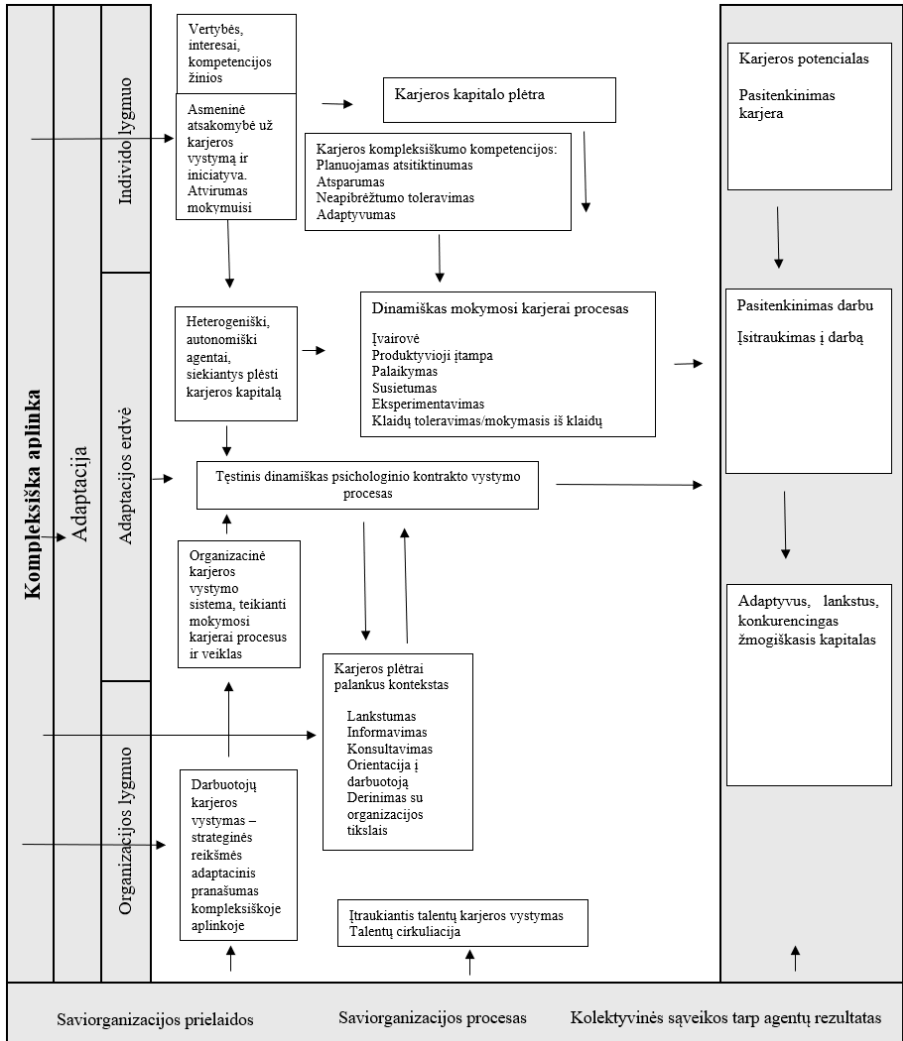 Kompleksiška aplinka
Adaptacija
Individo lygmuo
Adaptacijos erdvė
Organizacijos lygmuo
Vertybės,
interesai,
kompetencijos
žinios
Asmeninė
atsakomybė už
karjeros
vystymą ir
iniciatyva.
Atvirumas
mokymuisi
Karjeros kapitalo plėtra
Karjeros kompleksiškumo kompetencijos:
Planuojamas atsitiktinumas
Atsparumas
Neapibrėžtumo toleravimas
Adaptyvumas
Karjeros potencialas
Pasitenkinimas
karjera
Heterogeniški,
autonomiški
agentai,
siekiantys plėsti
karjeros kapitalą
Dinamiškas mokymosi karjerai procesas
Įvairovė
Produktyvioji įtampa
Palaikymas
Susietumas
Eksperimentavimas
Klaidų toleravimas/mokymasis iš klaidų
Pasitenkinimas darbu
Įsitraukimas į darbą
Tęstinis dinamiškas psichologinio kontrakto vystymo
procesas
Organizacinė
karjeros
vystymo
sistema, teikianti
mokymosi
karjerai procesus
ir veiklas
Adaptyvus, lankstus,
konkurencingas
žmogiškasis kapitalas
Karjeros plėtrai
palankus kontekstas
Lankstumas
Informavimas
Konsultavimas
Orientacija į
darbuotoją
Derinimas su
organizacijos
tikslais
Darbuotojų
karjeros
vystymas –
strateginės
reikšmės
adaptacinis
pranašumas
kompleksiškoje
aplinkoje
Įtraukiantis talentų karjeros vystymas
Talentų cirkuliacija
Saviorganizacijos prielaidos
Saviorganizacijos procesas
Kolektyvinės sąveikos tarp agentų rezultatas